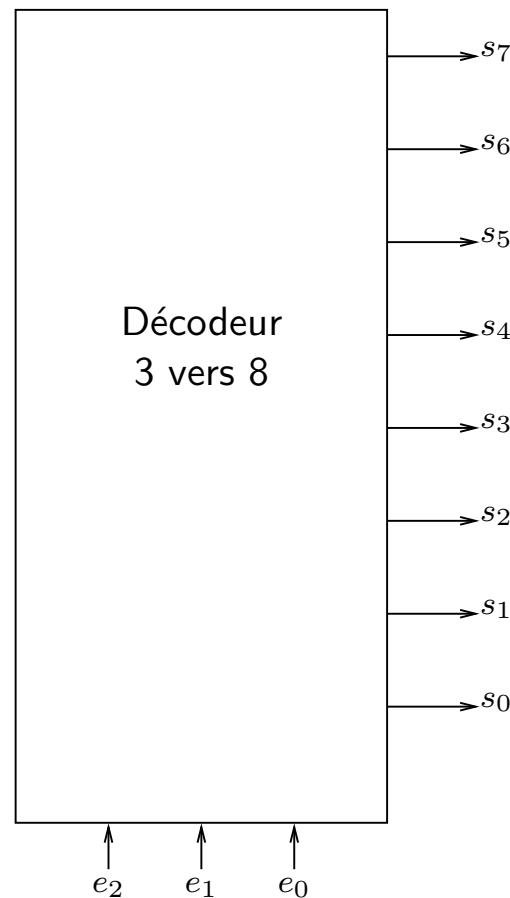 s₇
s₆
s₅
Décodeur
3 vers 8
s₄
s₃
s₂
s₁
s₀
e₂ e₁ e₀